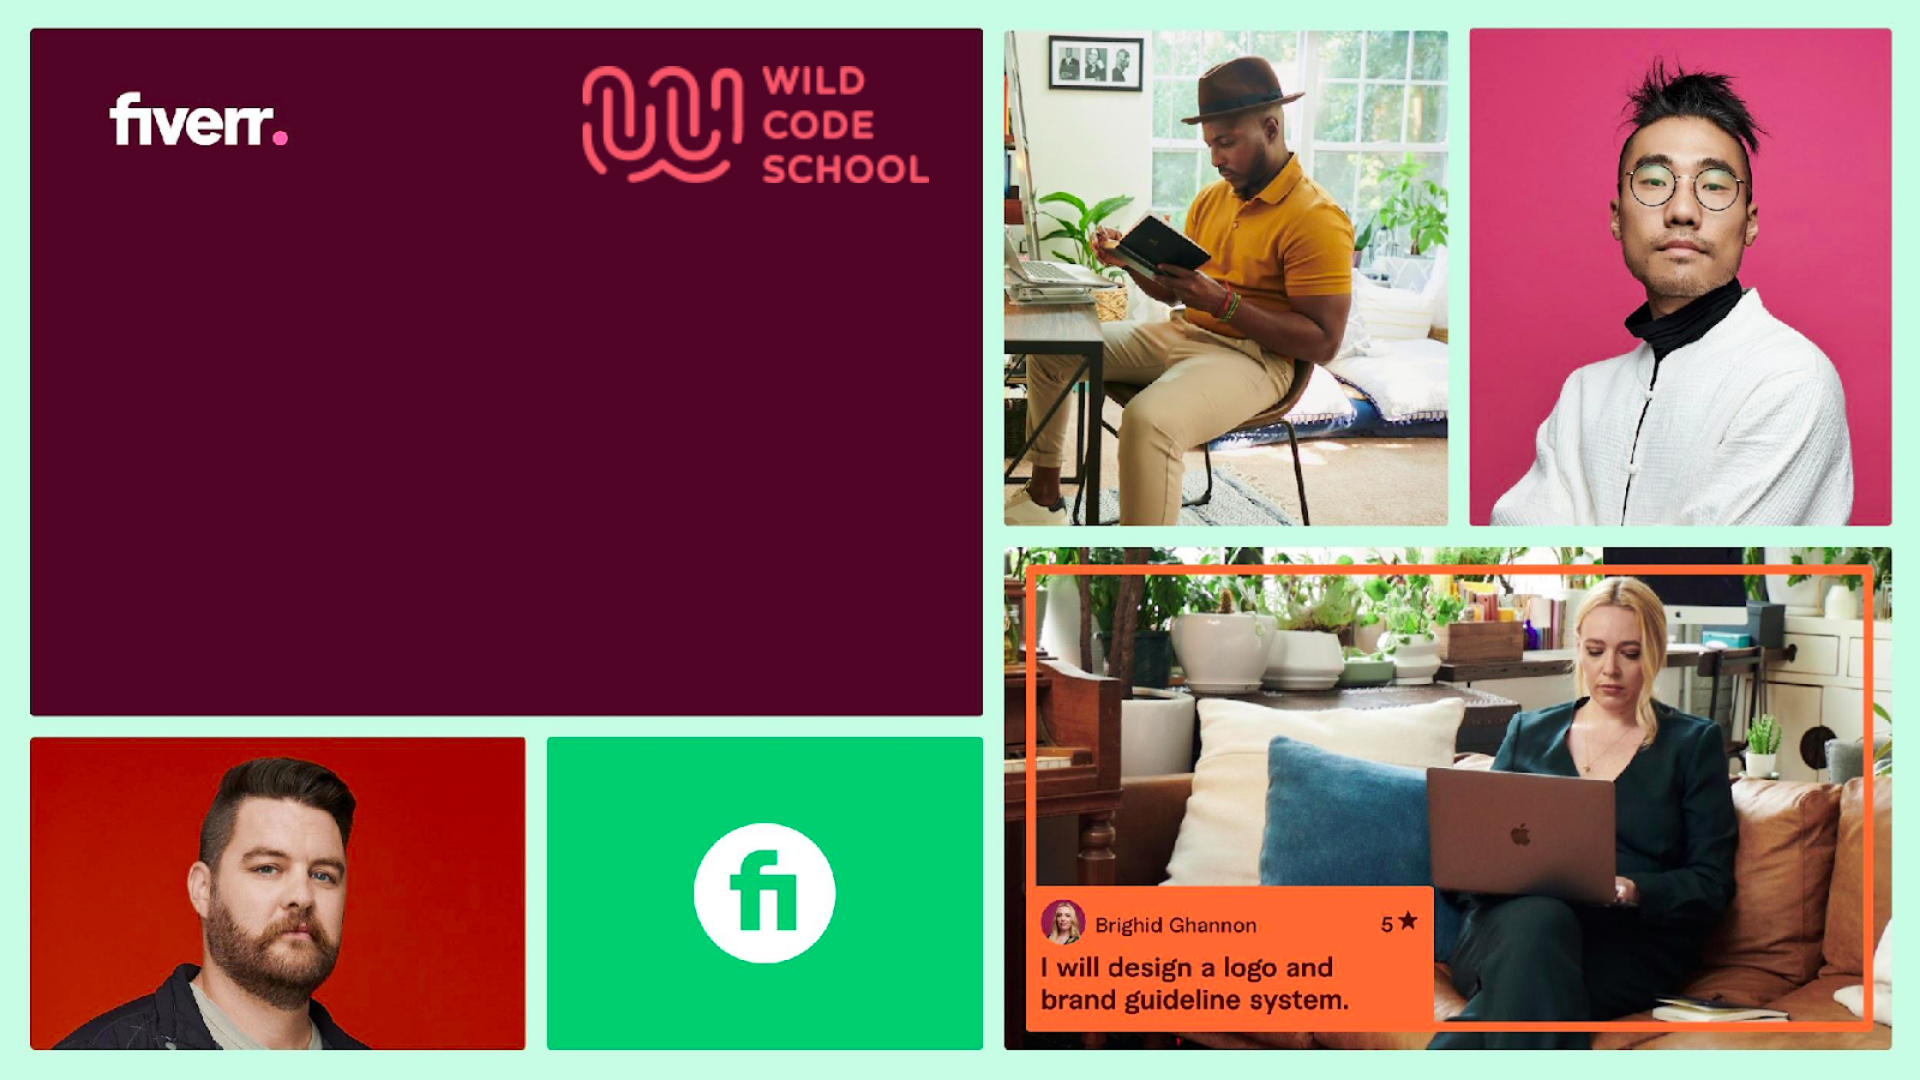 fiverr.
WILD
CODE
SCHOOL
fi
Brighid Ghannon
5★
I will design a logo and
brand guideline system.